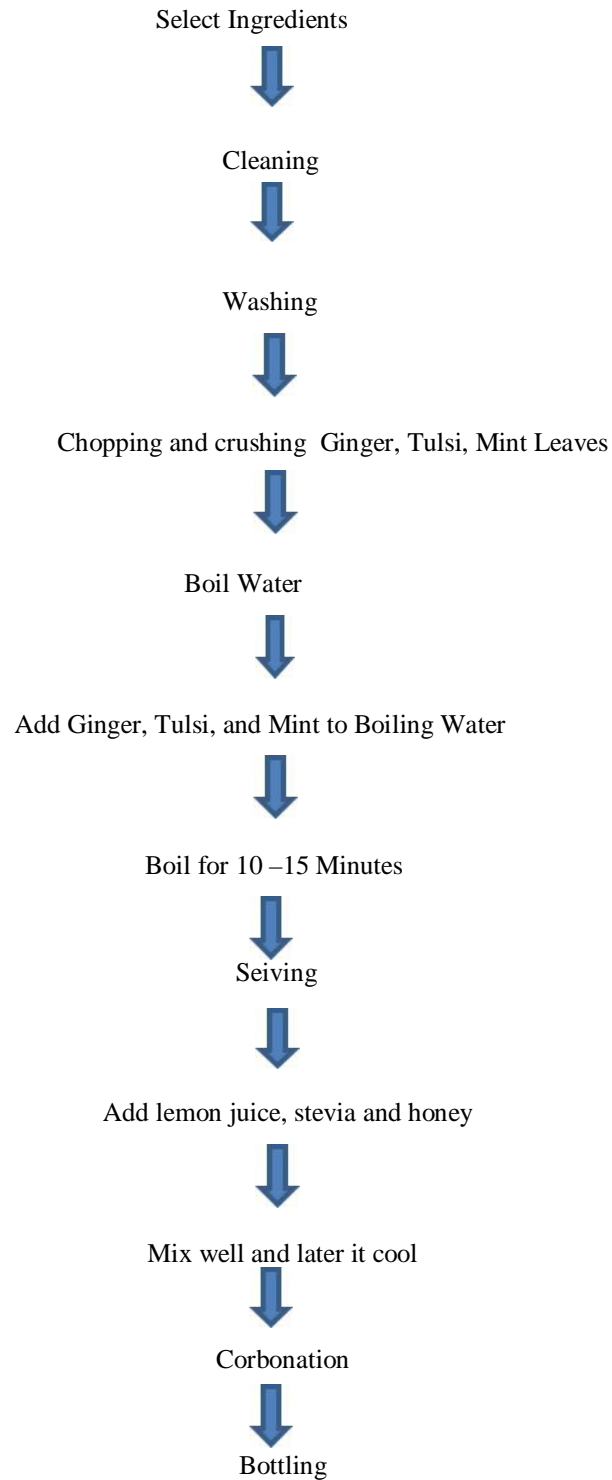 Select Ingredients
Cleaning
Washing
Chopping and crushing  Ginger, Tulsi, Mint Leaves
Boil Water
Add Ginger, Tulsi, and Mint to Boiling Water
Boil for 10 –15 Minutes
Seiving
Add lemon juice, stevia and honey
Mix well and later it cool
Corbonation
Bottling